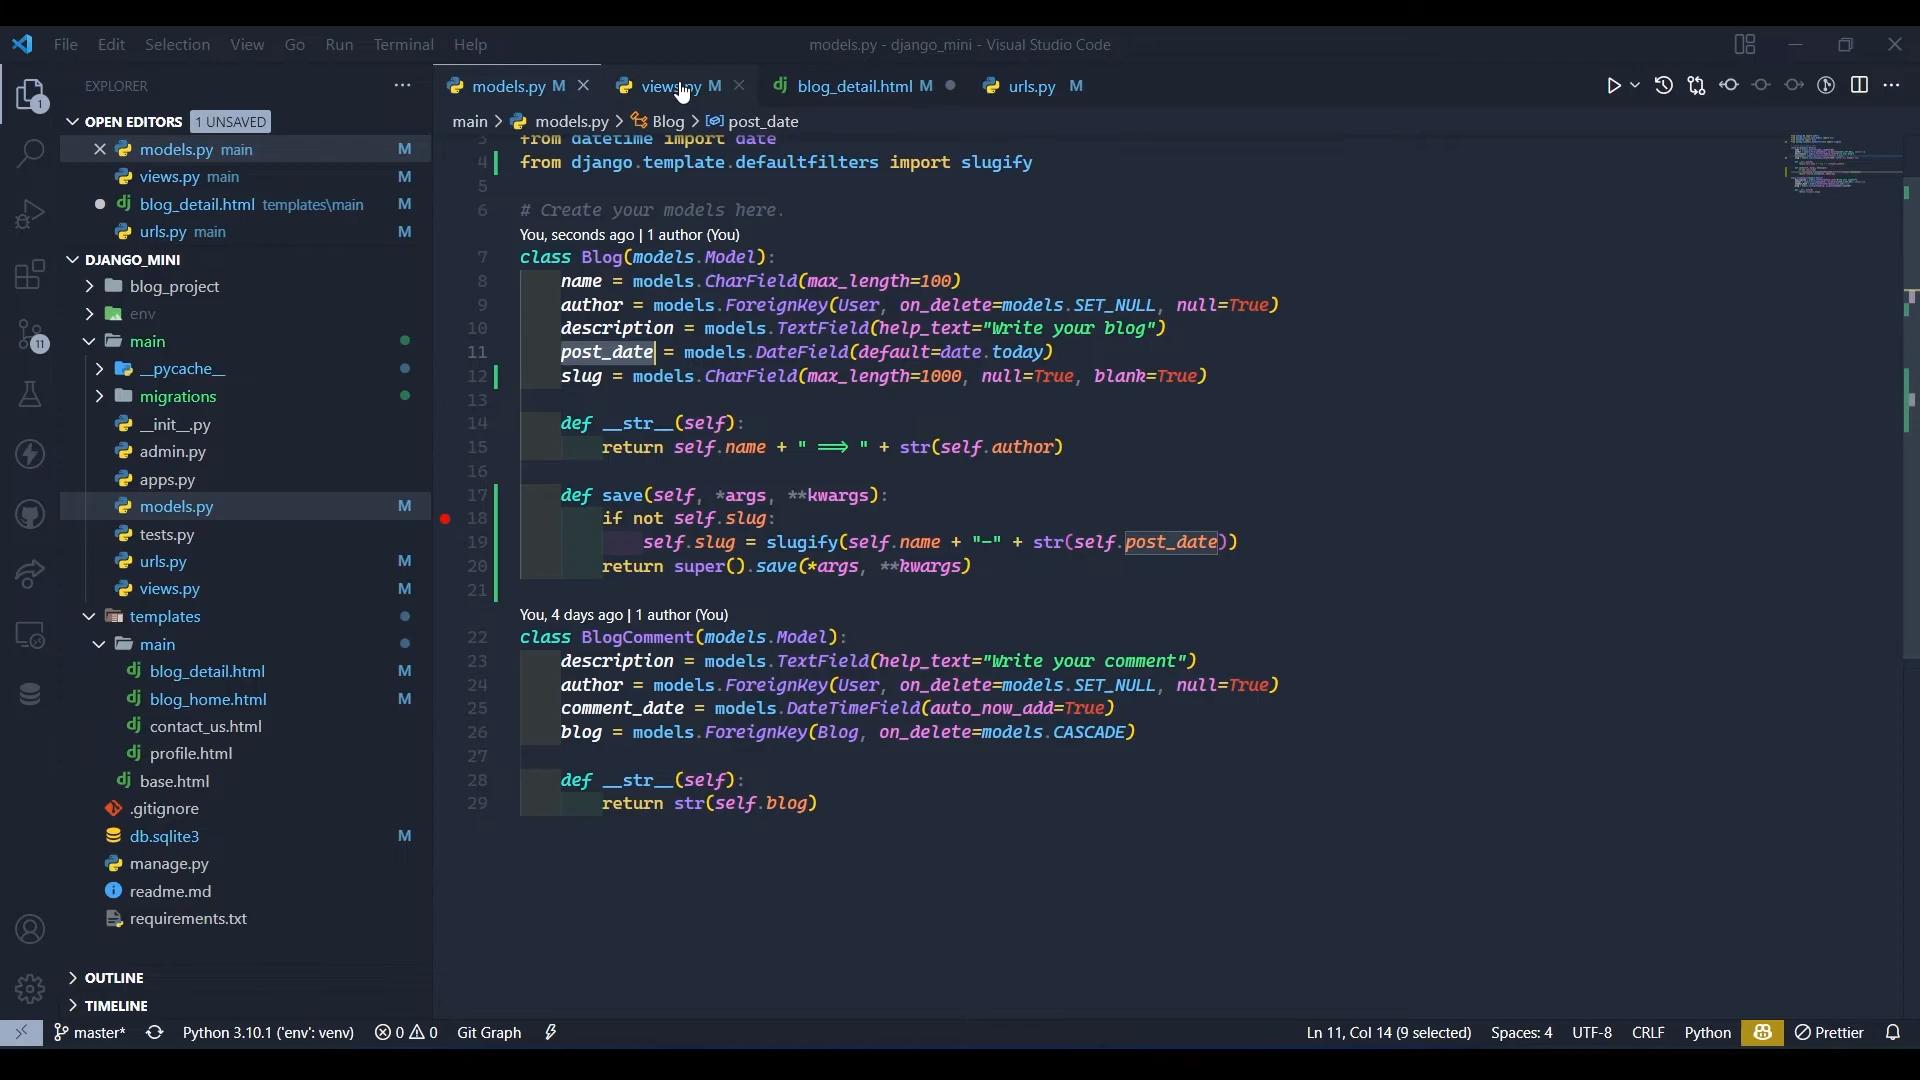 File Edit Selection View Go Run Terminal Help
models.py - django_mini - Visual Studio Code
EXPLORER
models.py M
views.py M
blog_detail.html M
urls.py M
OPEN EDITORS 1 UNSAVED
main > models.py > Blog > post_date
models.py main M
views.py main M
blog_detail.html templates\main M
urls.py main M
DJANGO_MINI
blog_project
env
main
__pycache__
migrations
__init__.py
admin.py
apps.py
models.py M
tests.py
urls.py M
views.py M
templates
main
blog_detail.html M
blog_home.html M
contact_us.html
profile.html
base.html
.gitignore
db.sqlite3 M
manage.py
readme.md
requirements.txt
OUTLINE
TIMELINE
1
11
3 from datetime import date
4 from django.template.defaultfilters import slugify
5
6 # Create your models here.
You, seconds ago | 1 author (You)
7 class Blog(models.Model):
8 name = models.CharField(max_length=100)
9 author = models.ForeignKey(User, on_delete=models.SET_NULL, null=True)
10 description = models.TextField(help_text="Write your blog")
11 post_date = models.DateField(default=date.today)
12 slug = models.CharField(max_length=1000, null=True, blank=True)
13
14 def __str__(self):
15 return self.name + " ==> " + str(self.author)
16
17 def save(self, *args, **kwargs):
18 if not self.slug:
19 self.slug = slugify(self.name + "-" + str(self.post_date))
20 return super().save(*args, **kwargs)
21
You, 4 days ago | 1 author (You)
22 class BlogComment(models.Model):
23 description = models.TextField(help_text="Write your comment")
24 author = models.ForeignKey(User, on_delete=models.SET_NULL, null=True)
25 comment_date = models.DateTimeField(auto_now_add=True)
26 blog = models.ForeignKey(Blog, on_delete=models.CASCADE)
27
28 def __str__(self):
29 return str(self.blog)
master* Python 3.10.1 ('env': venv) 0 0 Git Graph Ln 11, Col 14 (9 selected) Spaces: 4 UTF-8 CRLF Python Prettier